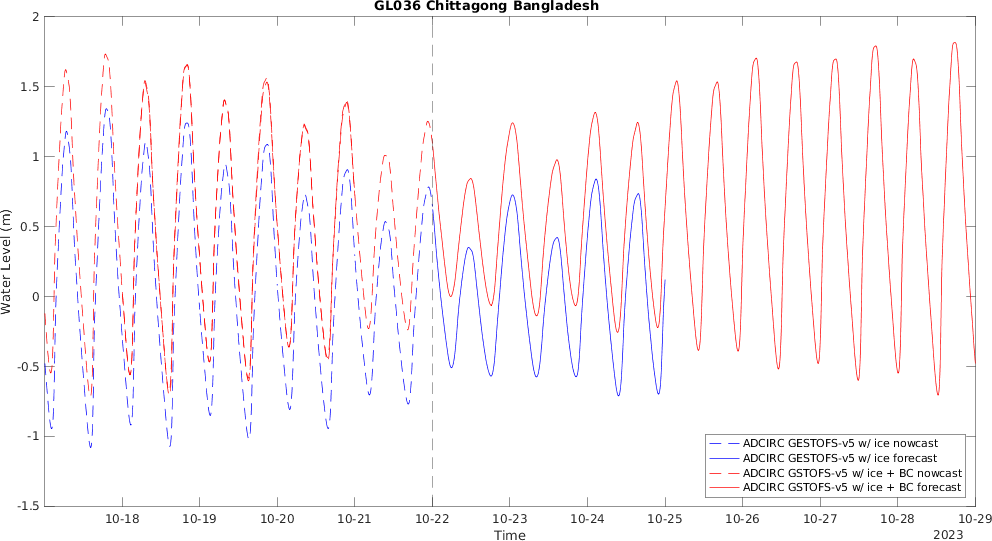 GL036 Chittagong Bangladesh
Water Level (m)
2
1.5
1
0.5
0
-0.5
-1
-1.5
ADCIRC GESTOFS-v5 w/ ice nowcast
ADCIRC GESTOFS-v5 w/ ice forecast
ADCIRC GSTOFS-v5 w/ ice + BC nowcast
ADCIRC GSTOFS-v5 w/ ice + BC forecast
10-18 10-19 10-20 10-21 10-22 10-23 10-24 10-25 10-26 10-27 10-28 10-29
Time
2023